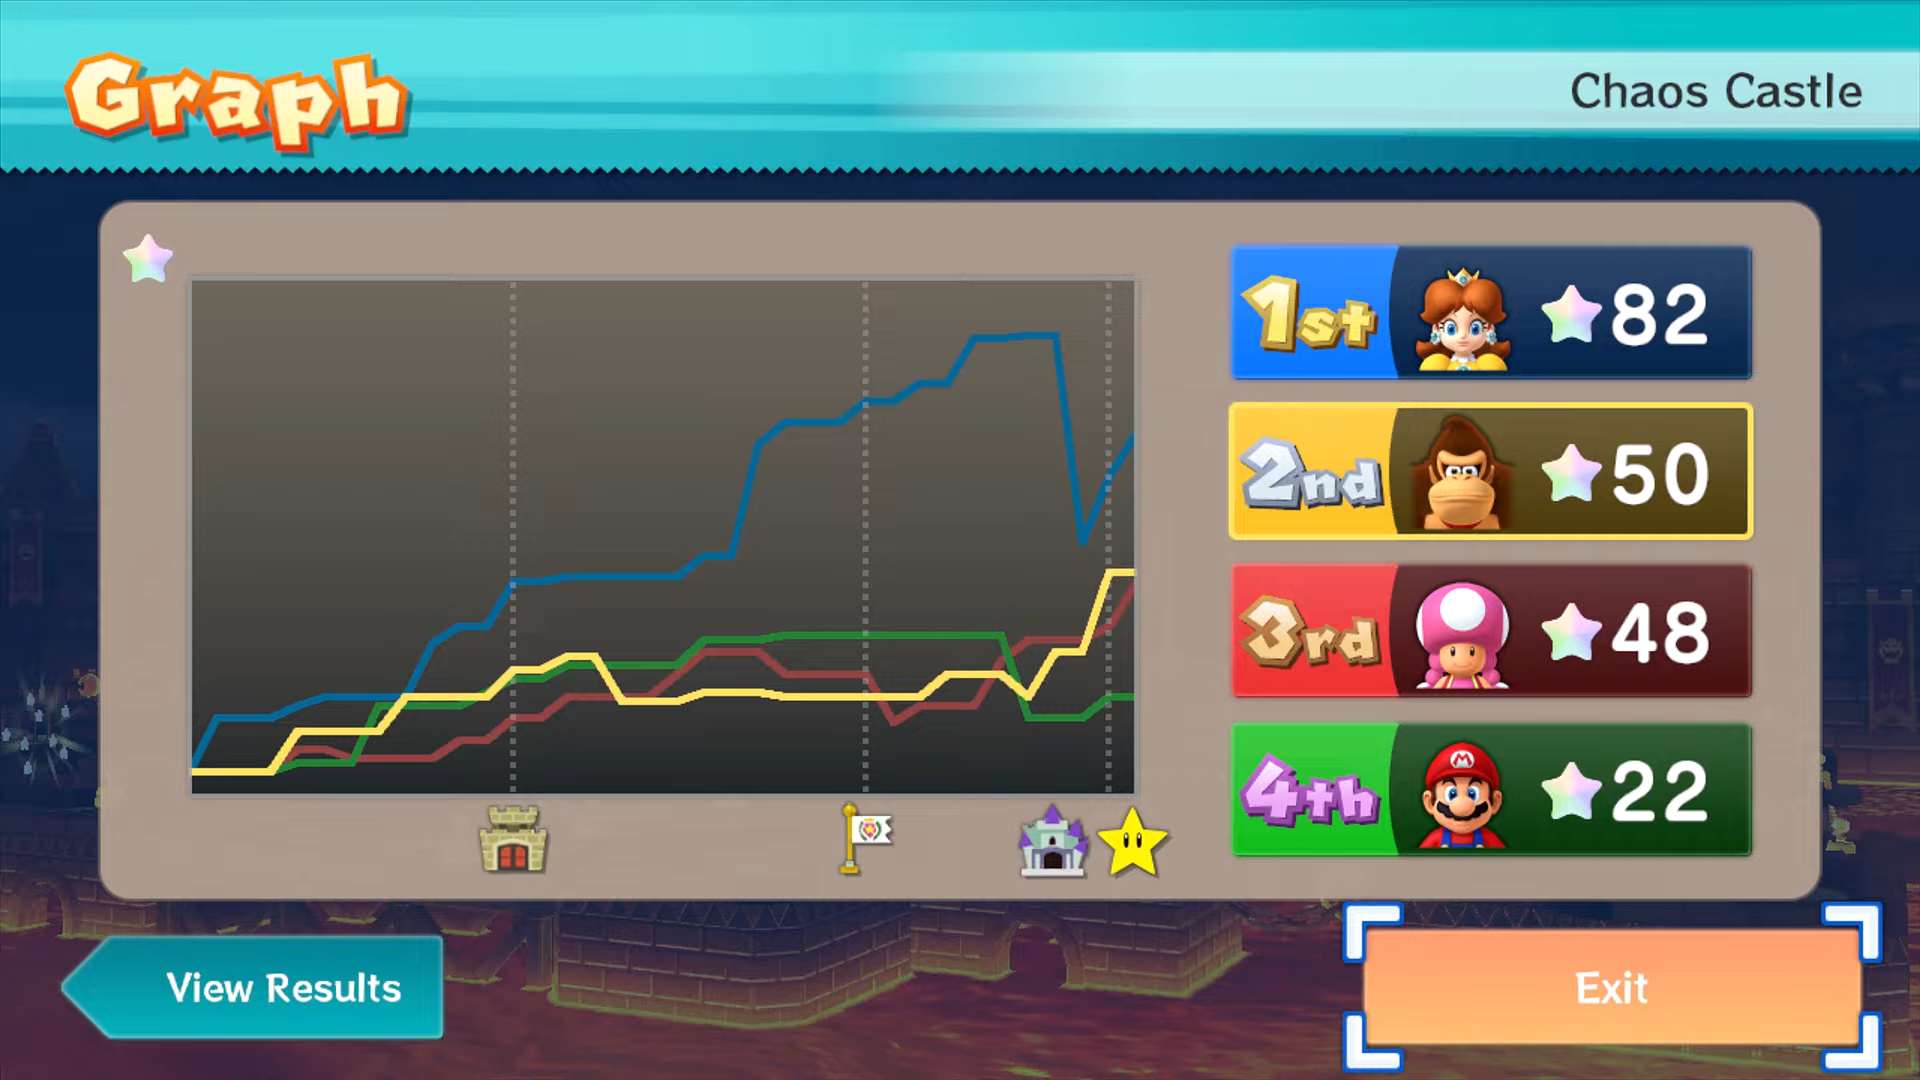 Graph
Chaos Castle
1st 82
2nd 50
3rd 48
4th 22
View Results
Exit